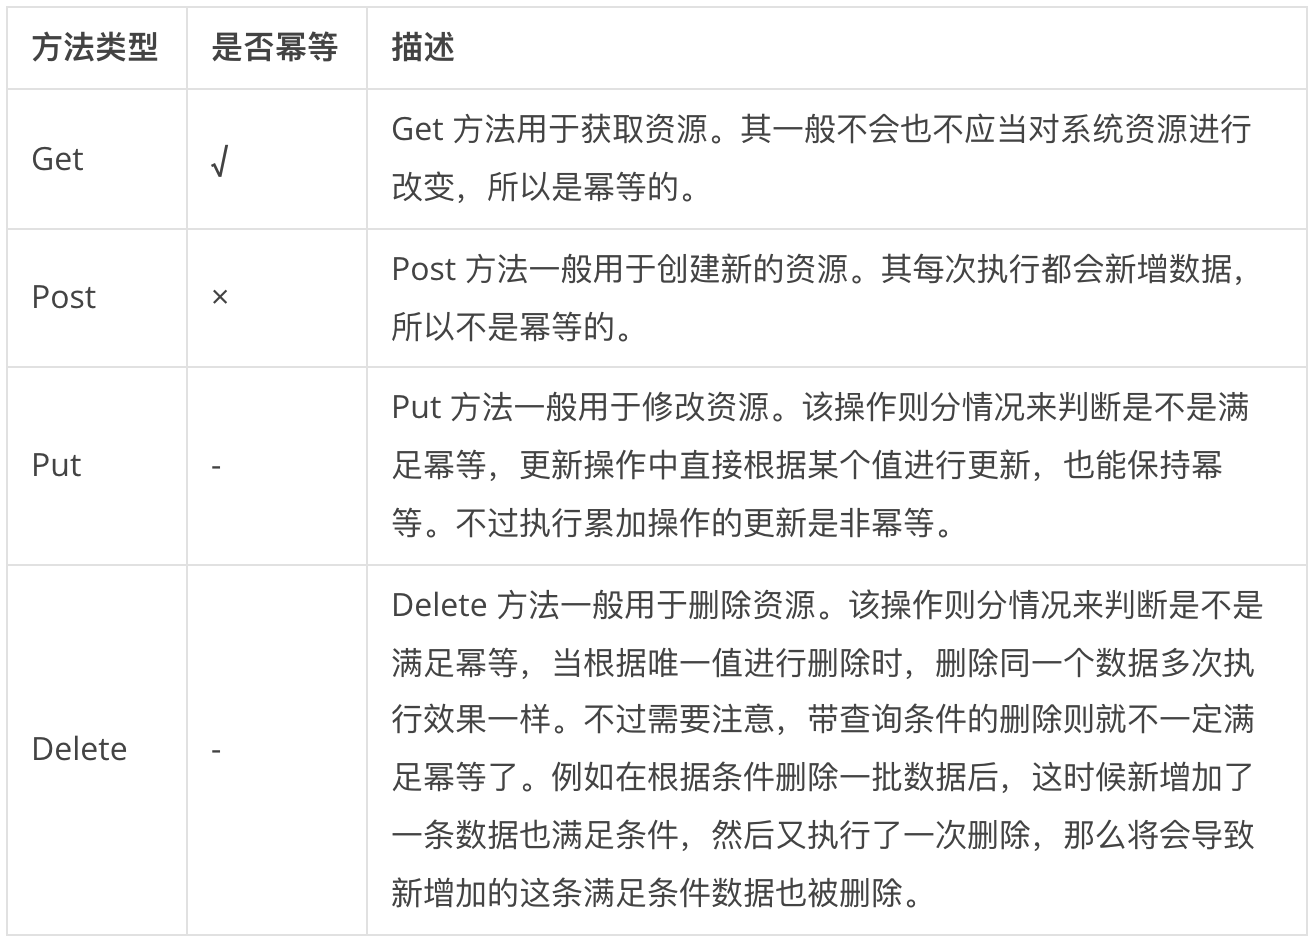 方法类型 是否幂等 描述
Get √ Get 方法用于获取资源。其一般不会也不应当对系统资源进行
改变，所以是幂等的。
Post × Post 方法一般用于创建新的资源。其每次执行都会新增数据，
所以不是幂等的。
Put - Put 方法一般用于修改资源。该操作则分情况来判断是不是满
足幂等，更新操作中直接根据某个值进行更新，也能保持幂
等。不过执行累加操作的更新是非幂等。
Delete - Delete 方法一般用于删除资源。该操作则分情况来判断是不是
满足幂等，当根据唯一值进行删除时，删除同一个数据多次执
行效果一样。不过需要注意，带查询条件的删除则就不一定满
足幂等了。例如在根据条件删除一批数据后，这时候新增加了
一条数据也满足条件，然后又执行了一次删除，那么将会导致
新增加的这条满足条件数据也被删除。